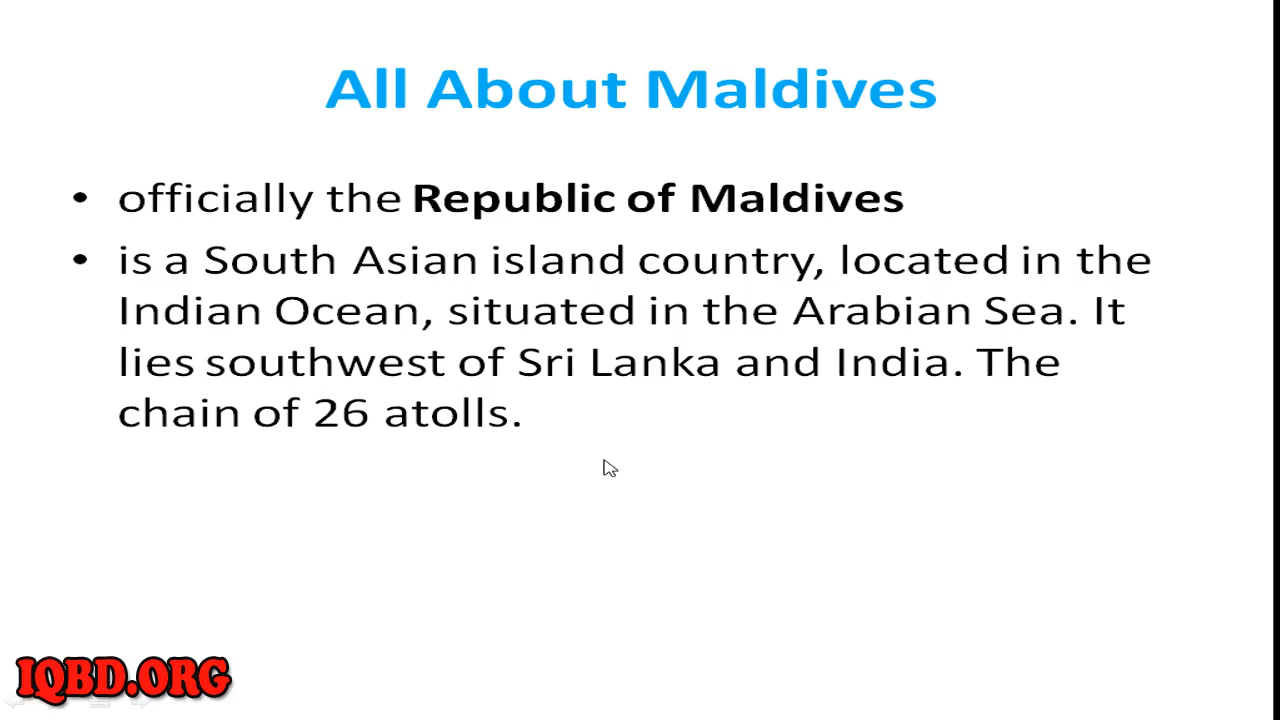 All About Maldives
• officially the Republic of Maldives
• is a South Asian island country, located in the
Indian Ocean, situated in the Arabian Sea. It
lies southwest of Sri Lanka and India. The
chain of 26 atolls.
IQBD.ORG